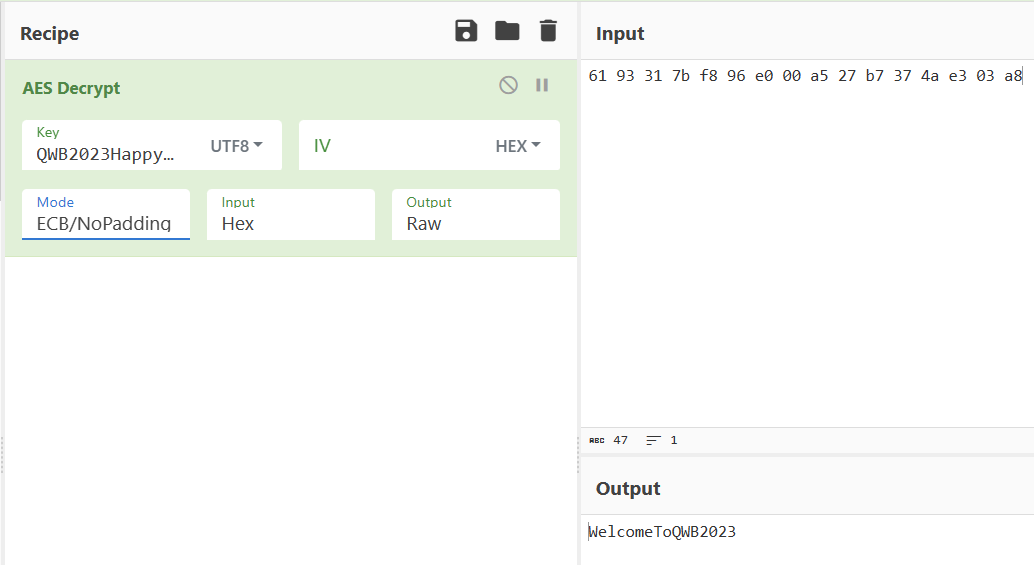 Recipe
AES Decrypt
Key
QWB2023Happy…
UTF8
IV
HEX
Mode
ECB/NoPadding
Input
Hex
Output
Raw
Input
61 93 31 7b f8 96 e0 00 a5 27 b7 37 4a e3 03 a8
ABC 47
1
Output
WelcomeToQWB2023